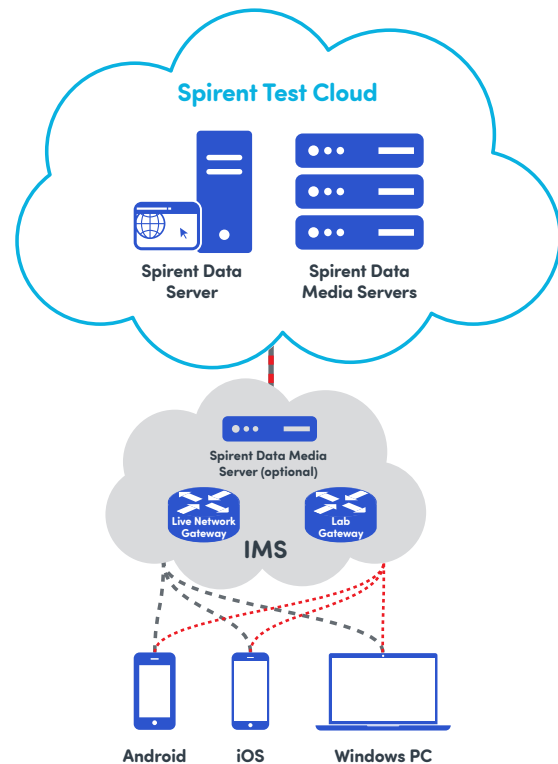 Spirent Test Cloud
Spirent Data
Server
Spirent Data
Media Servers
Spirent Data Media
Server (optional)
Live Network
Gateway
Lab
Gateway
IMS
Android
iOS
Windows PC